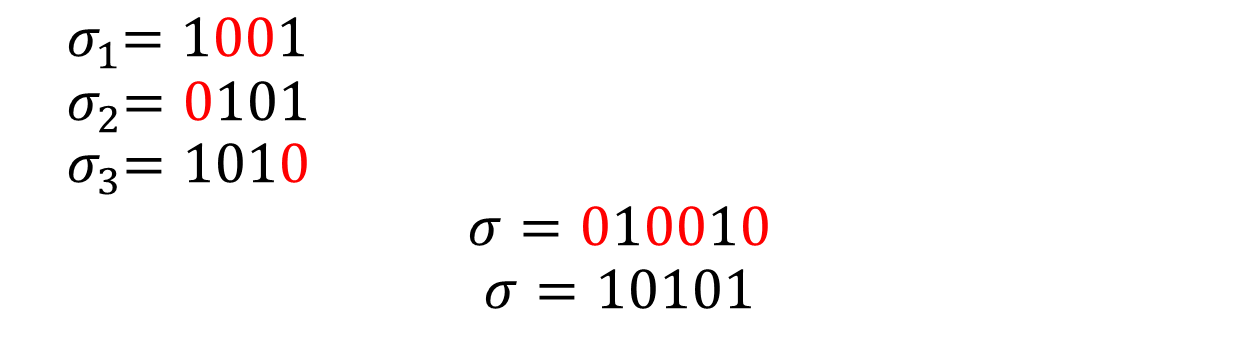 σ₁= 1001
σ₂= 0101
σ₃= 1010
σ = 010010
σ = 10101